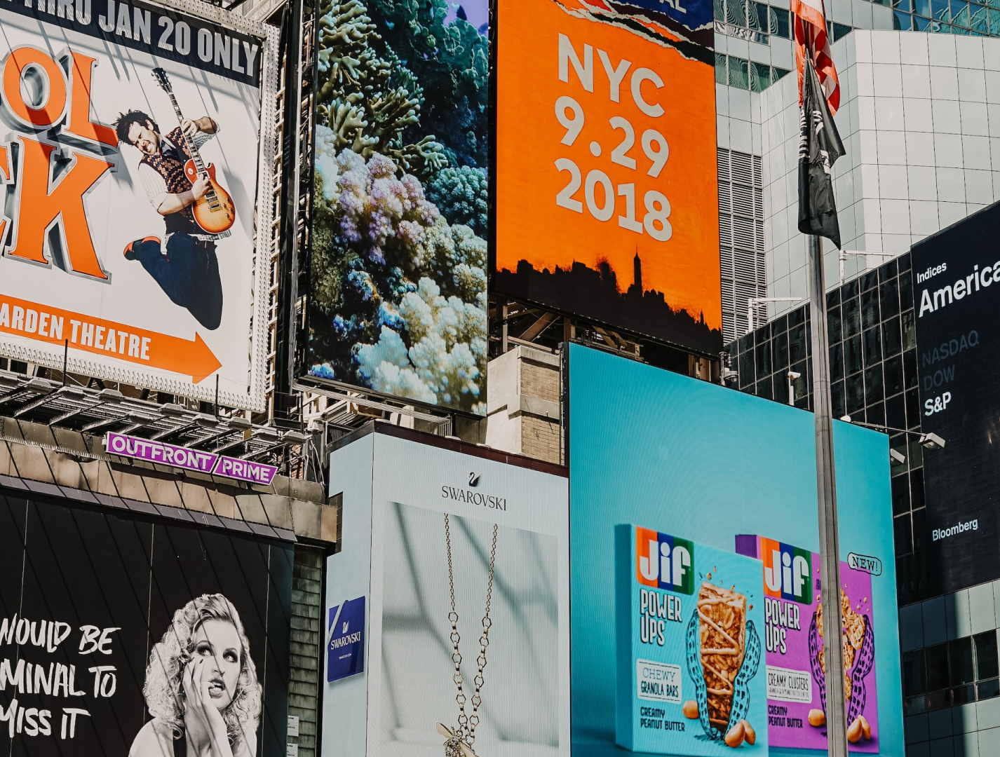 THRU JAN 20 ONLY
OL
CK
ARDEN THEATRE
OUTFRONT PRIME
WOULD BE
MINAL TO
MISS IT
AL
NYC
9.29
2018
SWAROVSKI
SWAROVSKI
Jif
POWER
UPS
CHEWY
GRANOLA BARS
CREAMY
PEANUT BUTTER
NEW!
Jif
POWER
UPS
CREAMY CLUSTERS
CREAMY
PEANUT BUTTER
Indices
America
NASDAQ
DOW
S&P
Bloomberg